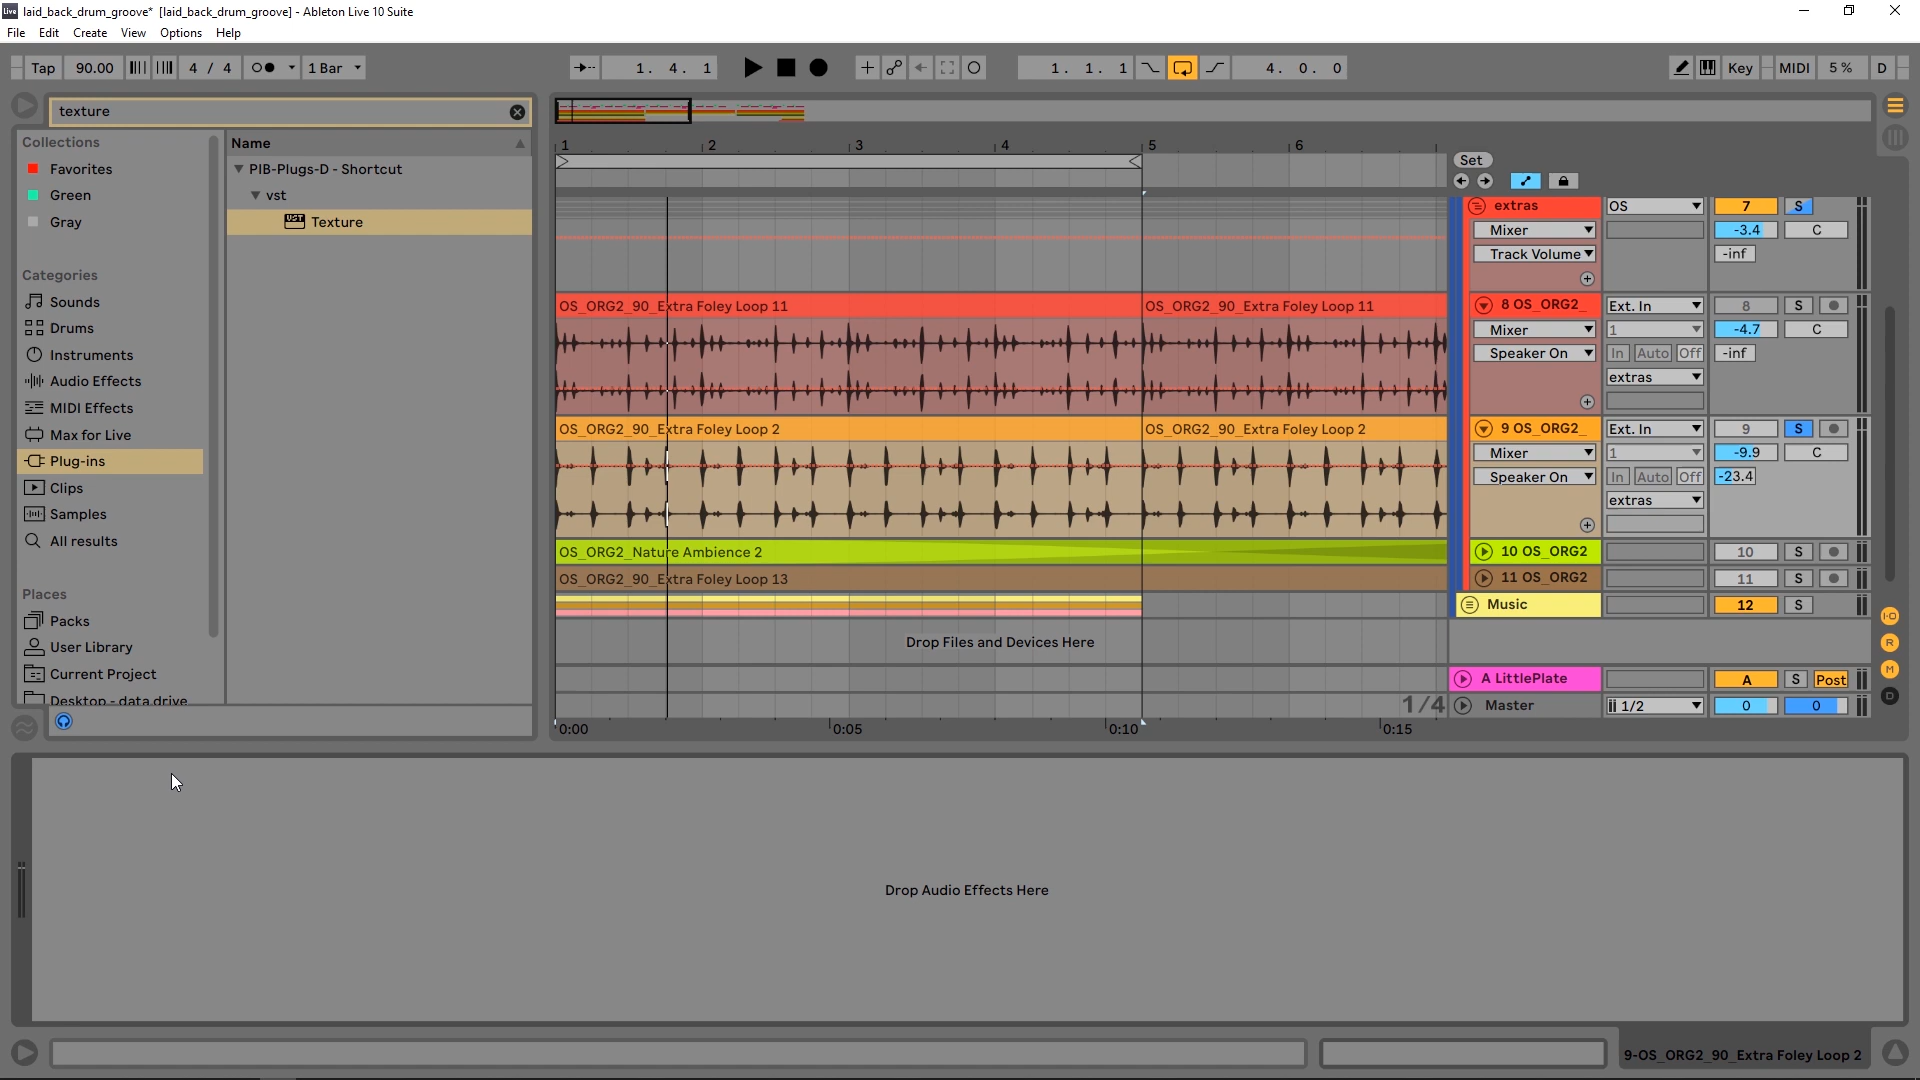 laid_back_drum_groove* [laid_back_drum_groove] - Ableton Live 10 Suite
File Edit Create View Options Help
Tap 90.00 4 / 4 1 Bar 1. 4. 1 1. 1. 1 4. 0. 0 Key MIDI 5 % D
texture
Collections
Favorites
Green
Gray
Categories
Sounds
Drums
Instruments
Audio Effects
MIDI Effects
Max for Live
Plug-ins
Clips
Samples
All results
Places
Packs
User Library
Current Project
Desktop - data.drive
Name
PIB-Plugs-D - Shortcut
vst
Texture
1 2 3 4 5 6
Set
extras OS 7 S
Mixer -3.4 C
Track Volume -inf
OS_ORG2_90_Extra Foley Loop 11 OS_ORG2_90_Extra Foley Loop 11
8 OS_ORG2_ Ext. In 8 S
Mixer 1 -4.7 C
Speaker On In Auto Off -inf
extras
OS_ORG2_90_Extra Foley Loop 2 OS_ORG2_90_Extra Foley Loop 2
9 OS_ORG2_ Ext. In 9 S
Mixer 1 -9.9 C
Speaker On In Auto Off -23.4
extras
OS_ORG2_Nature Ambience 2
10 OS_ORG2 10 S
OS_ORG2_90_Extra Foley Loop 13
11 OS_ORG2 11 S
Music 12 S
Drop Files and Devices Here
A LittlePlate A S Post
1/4 Master 1/2 0 0
0:00 0:05 0:10 0:15
I·O
R
M
D
Drop Audio Effects Here
9-OS_ORG2_90_Extra Foley Loop 2